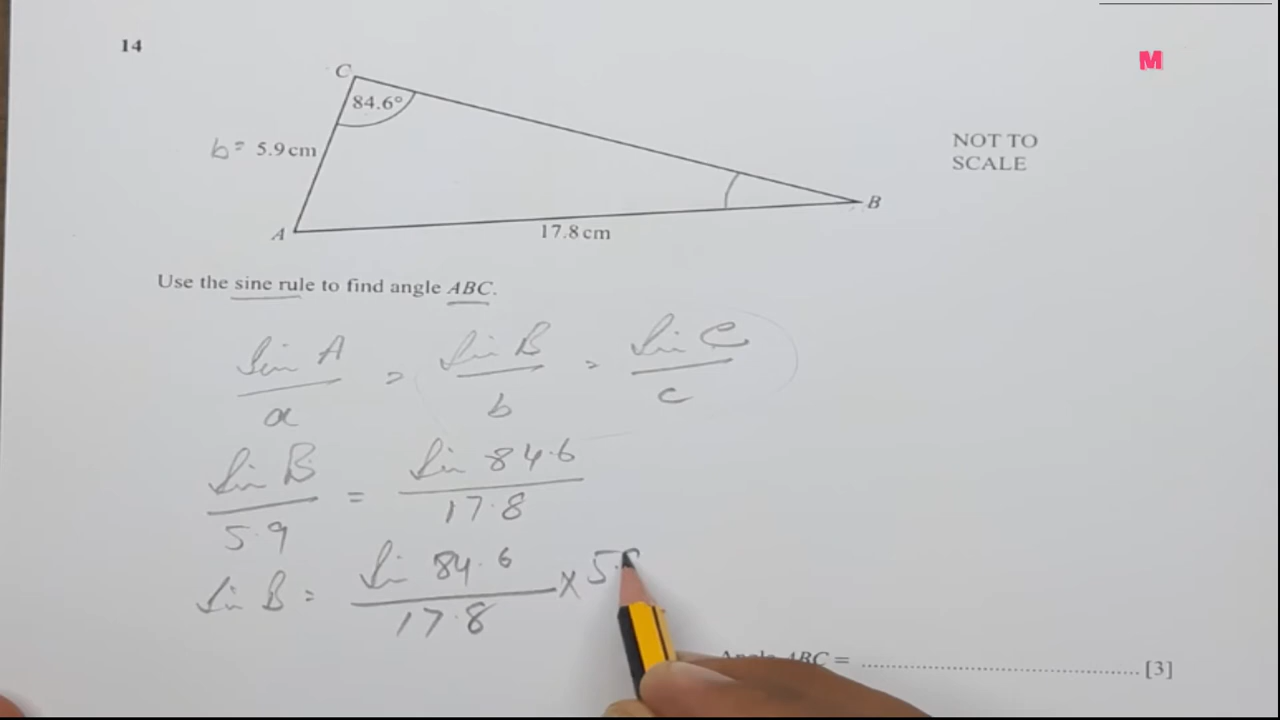 14
M
C
84.6°
b= 5.9 cm
NOT TO
SCALE
B
A
17.8 cm
Use the sine rule to find angle ABC.
Sin A / a = Sin B / b = Sin C / c
Sin B / 5.9 = Sin 84.6 / 17.8
Sin B = Sin 84.6 / 17.8 × 5.
ABC = ........................................ [3]